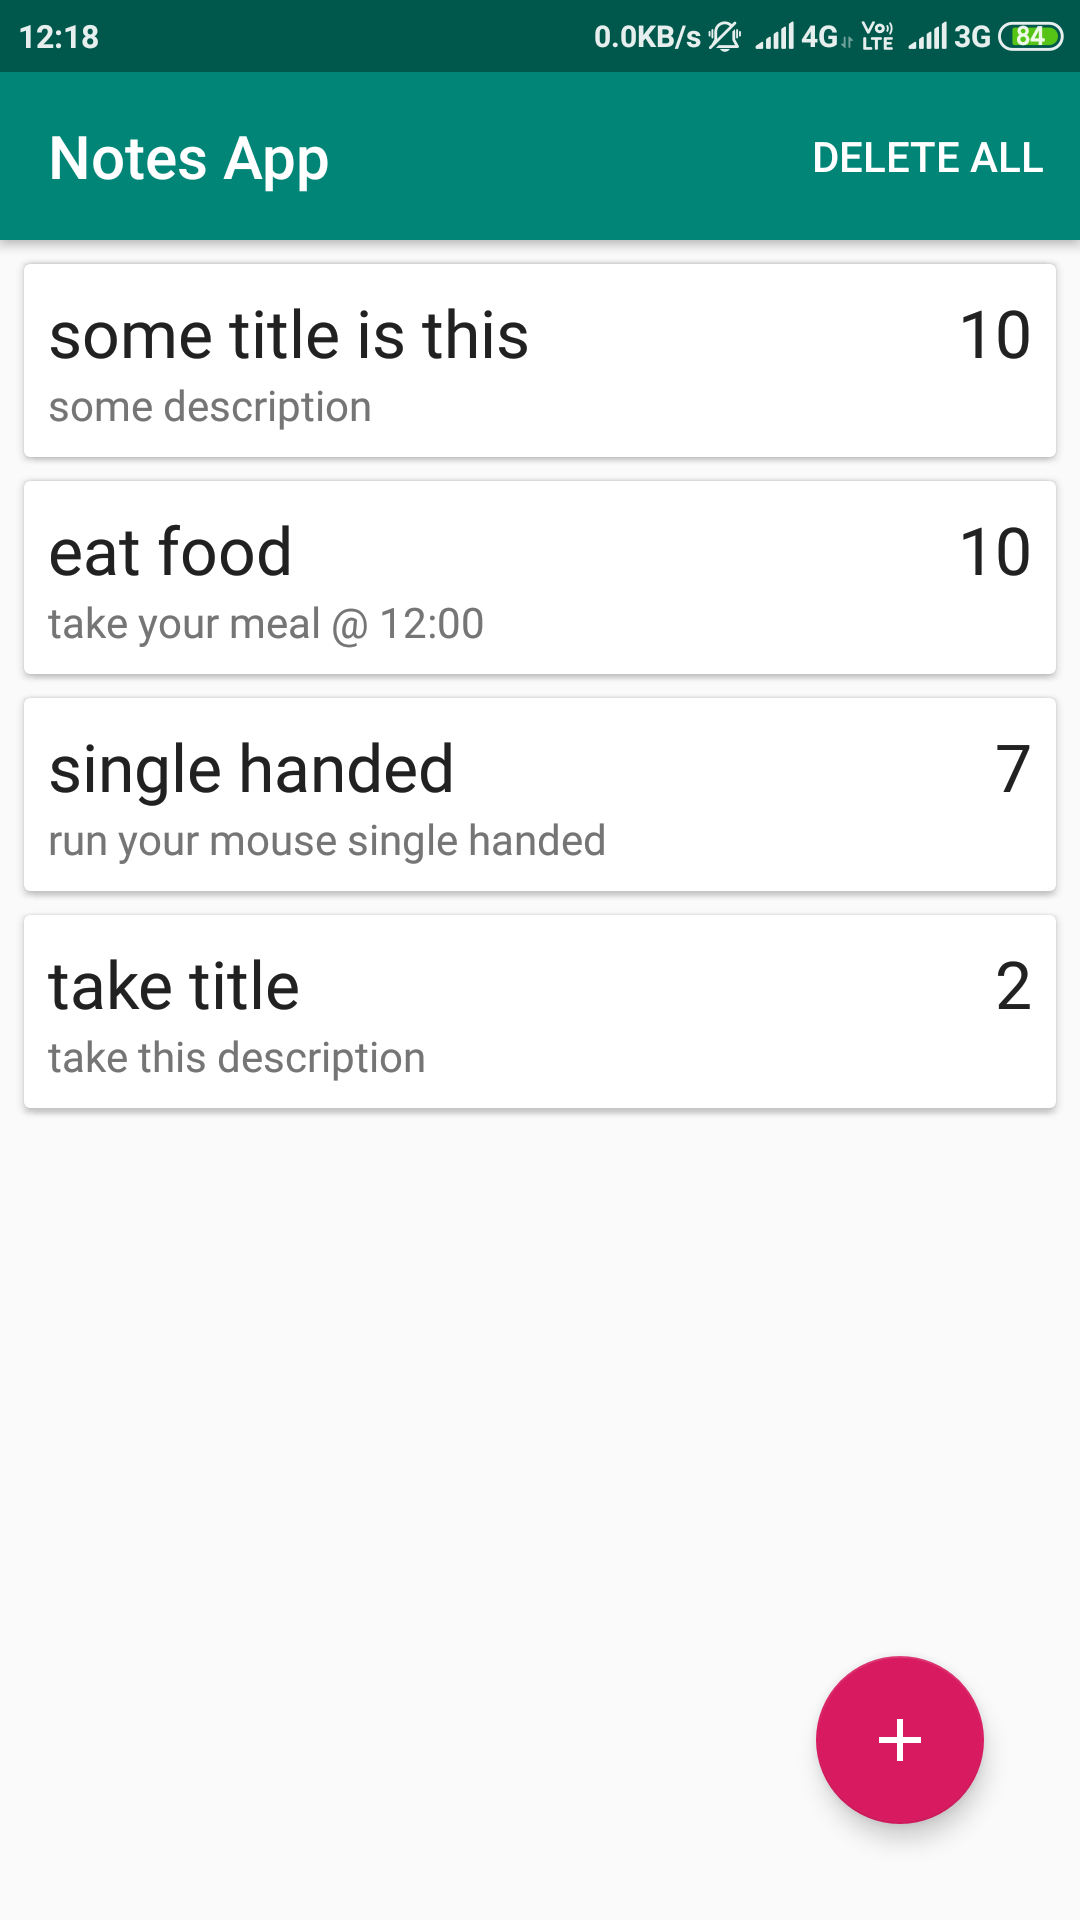 12:18 0.0KB/s 4G VoLTE 3G 84
Notes App DELETE ALL
some title is this 10
some description
eat food 10
take your meal @ 12:00
single handed 7
run your mouse single handed
take title 2
take this description